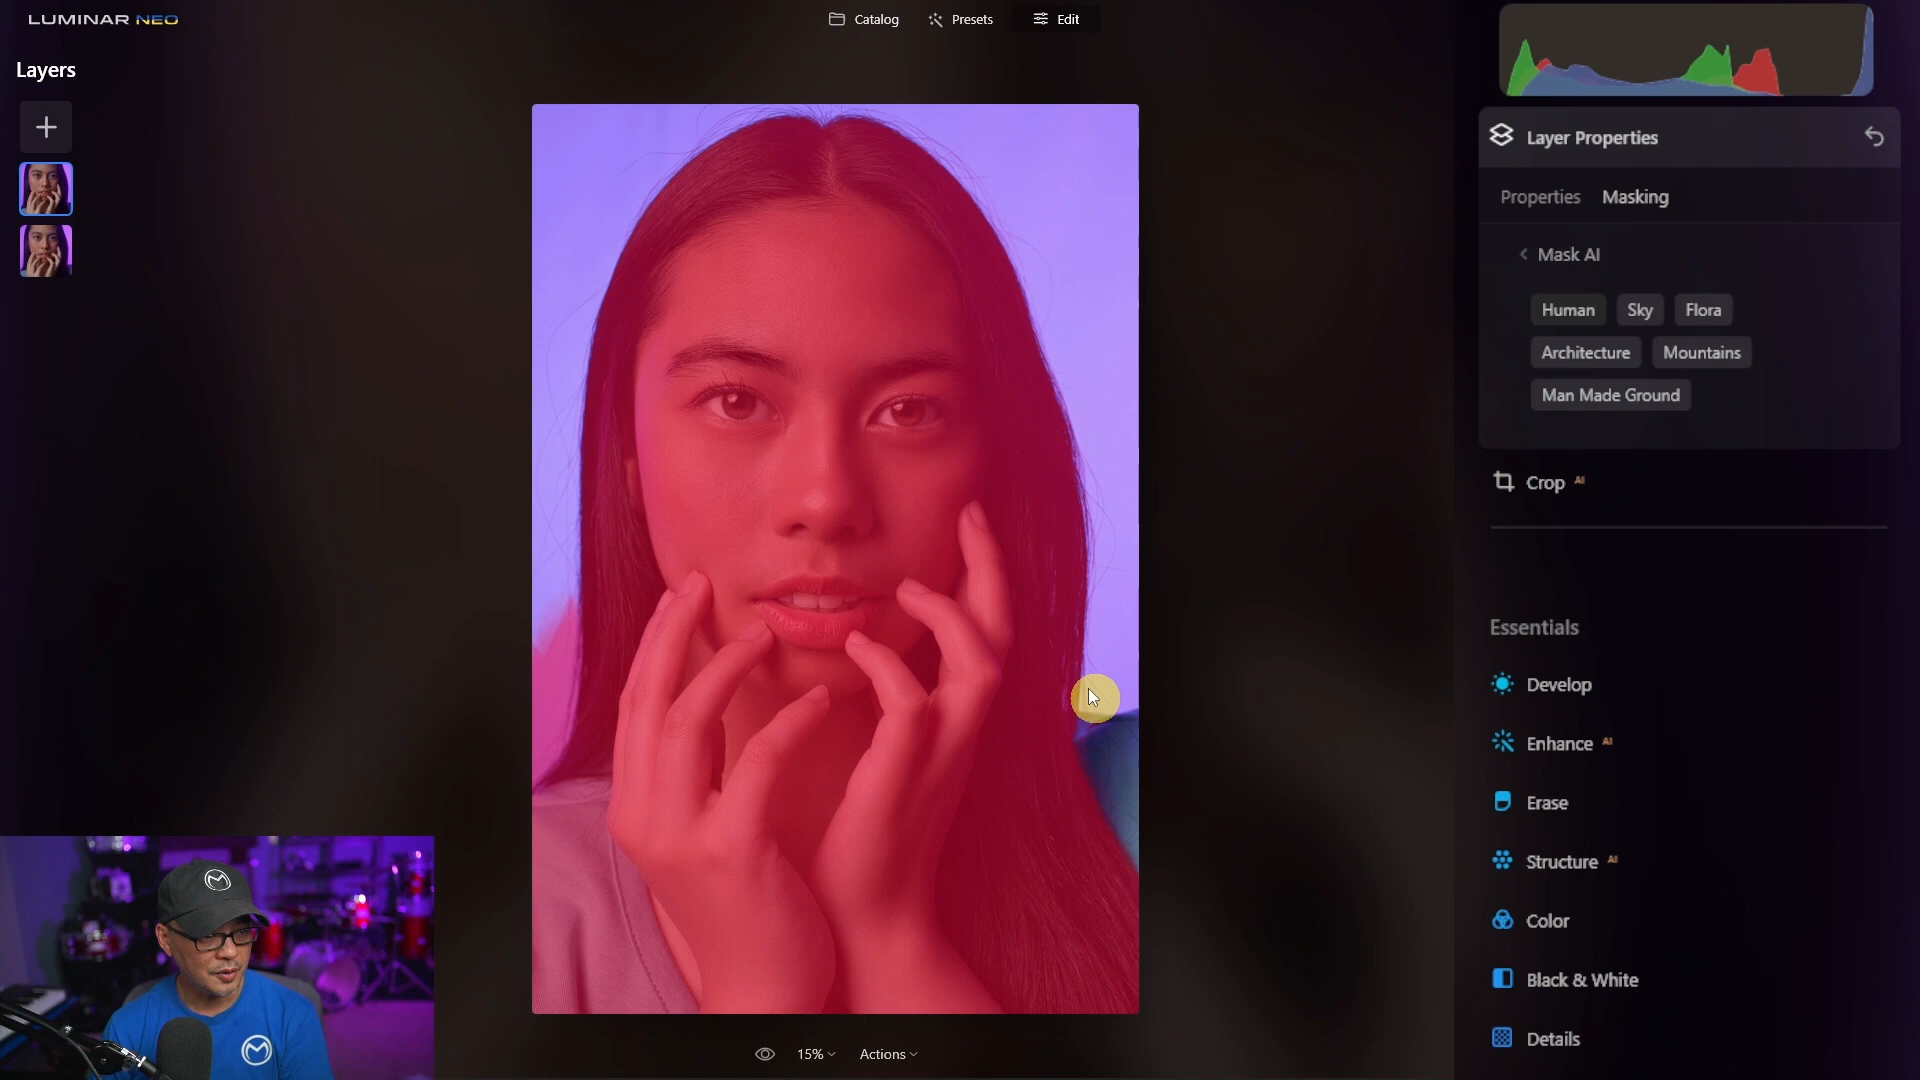 LUMINAR NEO
Catalog
Presets
Edit
Layers
Layer Properties
Properties
Masking
Mask AI
Human
Sky
Flora
Architecture
Mountains
Man Made Ground
Crop AI
Essentials
Develop
Enhance AI
Erase
Structure AI
Color
Black & White
Details
15%
Actions